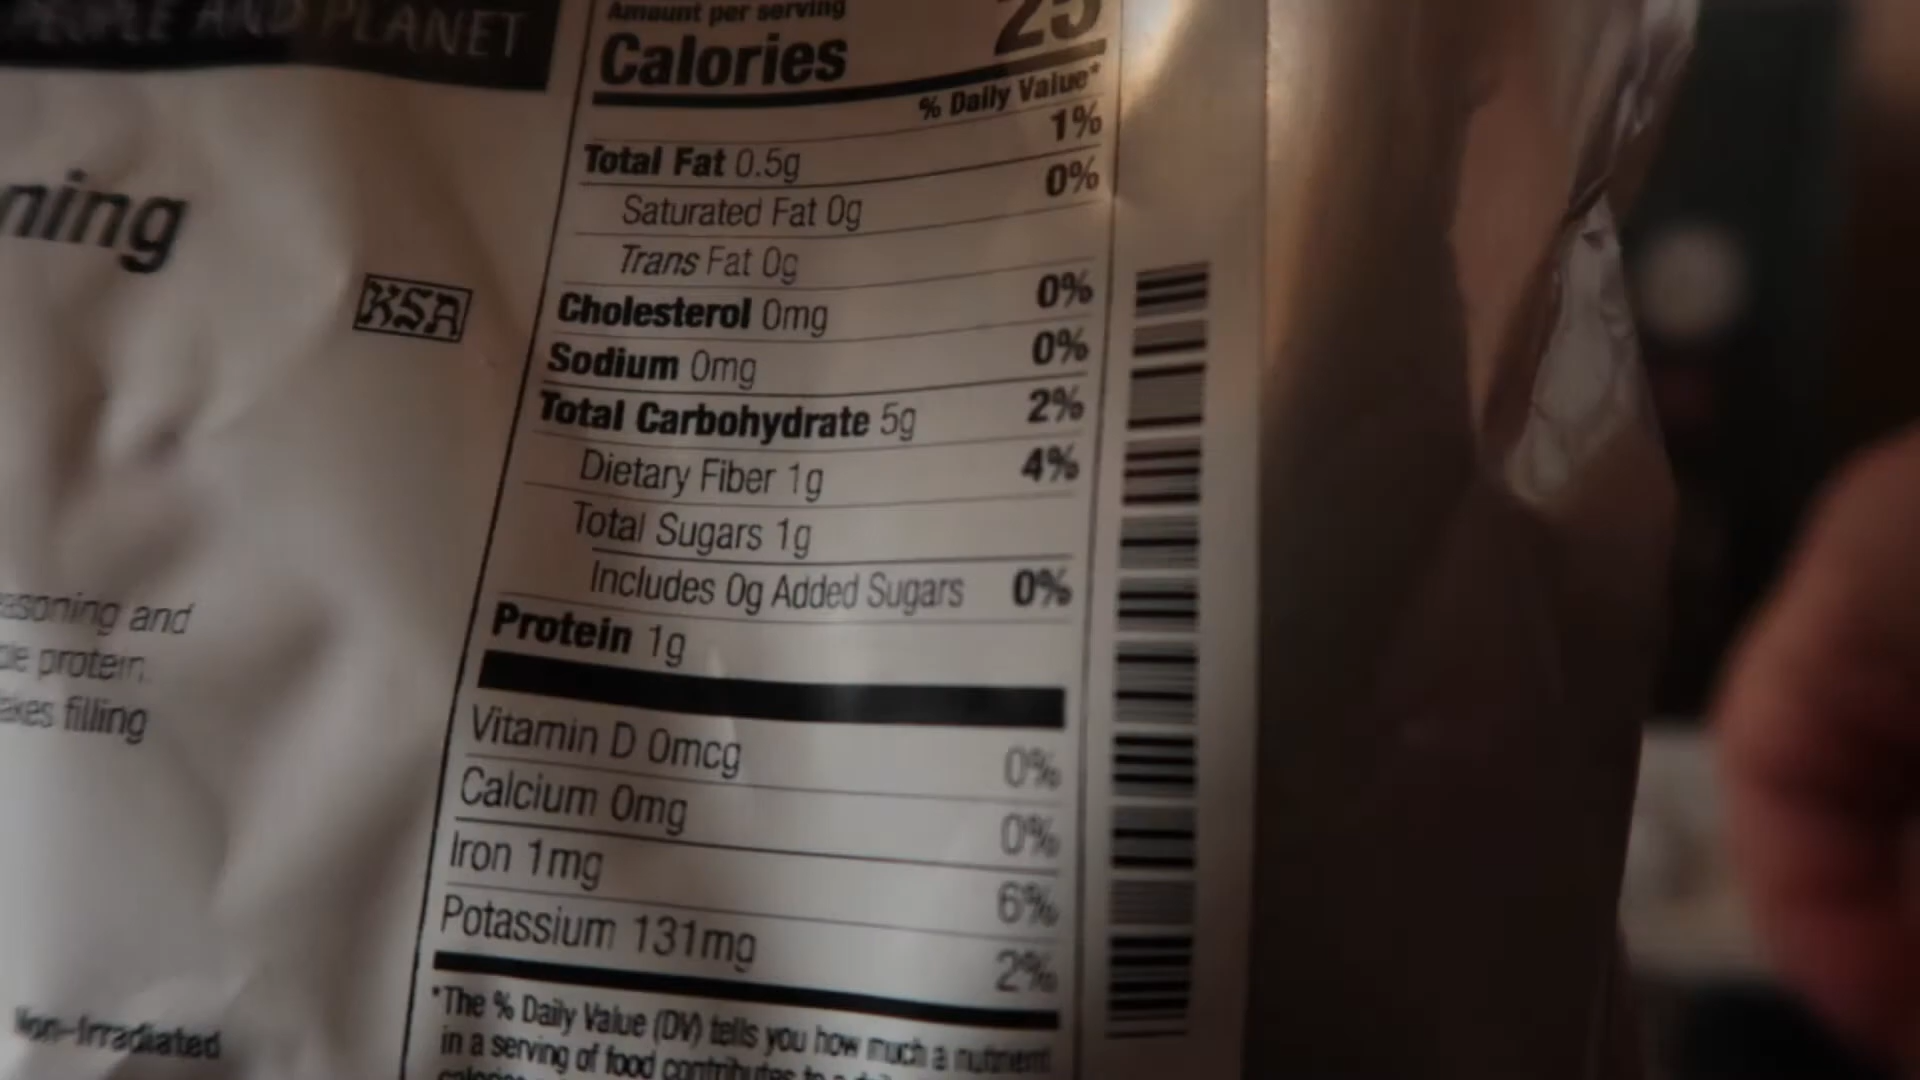 PEOPLE AND PLANET
ning
KSA
easoning and
ple protein.
akes filling
Non-Irradiated
Amount per serving
Calories 25
% Daily Value*
Total Fat 0.5g 1%
Saturated Fat 0g 0%
Trans Fat 0g
Cholesterol 0mg 0%
Sodium 0mg 0%
Total Carbohydrate 5g 2%
Dietary Fiber 1g 4%
Total Sugars 1g
Includes 0g Added Sugars 0%
Protein 1g
Vitamin D 0mcg 0%
Calcium 0mg 0%
Iron 1mg 6%
Potassium 131mg 2%
*The % Daily Value (DV) tells you how much a nutrient
in a serving of food contributes to a